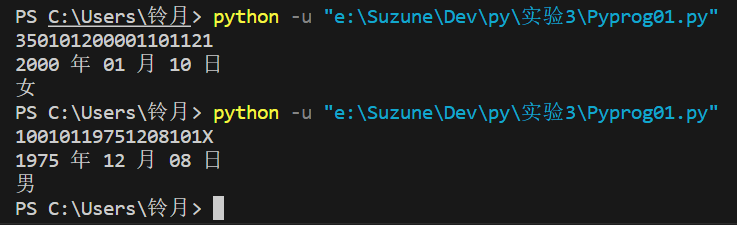 PS C:\Users\铃月> python -u "e:\Suzune\Dev\py\实验3\Pyprog01.py"
350101200001101121
2000 年 01 月 10 日
女
PS C:\Users\铃月> python -u "e:\Suzune\Dev\py\实验3\Pyprog01.py"
10010119751208101X
1975 年 12 月 08 日
男
PS C:\Users\铃月>